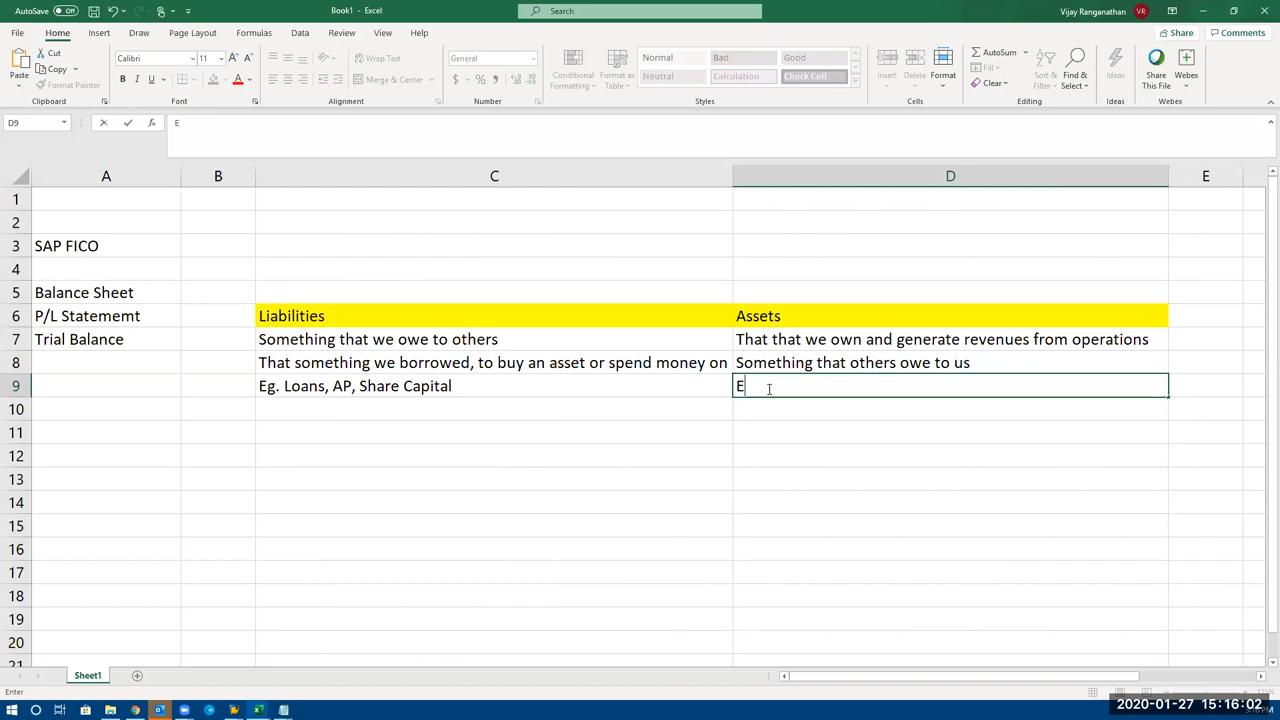 AutoSave Off
Book1 - Excel
Search
Vijay Ranganathan VR
File Home Insert Draw Page Layout Formulas Data Review View Help
Share Comments
Paste
Cut
Copy
Format Painter
Clipboard
Calibri 11
B I U
Font
Wrap Text
Merge & Center
Alignment
General
Number
Conditional Formatting
Format as Table
Normal Bad Good
Neutral Calculation Check Cell
Styles
Insert Delete Format
Cells
AutoSum
Fill
Clear
Sort & Filter
Find & Select
Editing
Ideas
Ideas
Share This File
Webex
Webex
D9 fx E
A B C D E
1
2
3 SAP FICO
4
5 Balance Sheet
6 P/L Statememt Liabilities Assets
7 Trial Balance Something that we owe to others That that we own and generate revenues from operations
8 That something we borrowed, to buy an asset or spend money on Something that others owe to us
9 Eg. Loans, AP, Share Capital E
10
11
12
13
14
15
16
17
18
19
20
21
Sheet1
Enter
2020-01-27 15:16:02